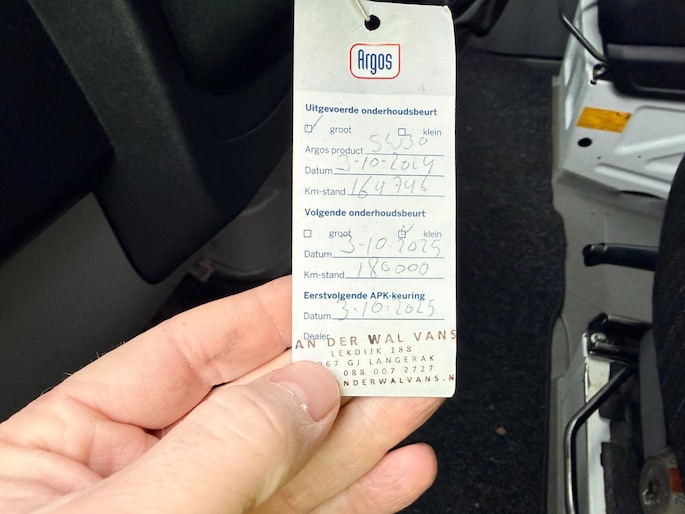 Argos
Uitgevoerde onderhoudsbeurt
groot klein
Argos product 5W30
Datum 3-10-2024
Km-stand 164746
Volgende onderhoudsbeurt
groot klein
Datum 3-10-2025
Km-stand 180000
Eerstvolgende APK-keuring
Datum 3-10-2025
Dealer
AN DER WAL VANS
LEKDIJK 188
67 GJ LANGERAK
088 007 2727
NDERWALVANS.N